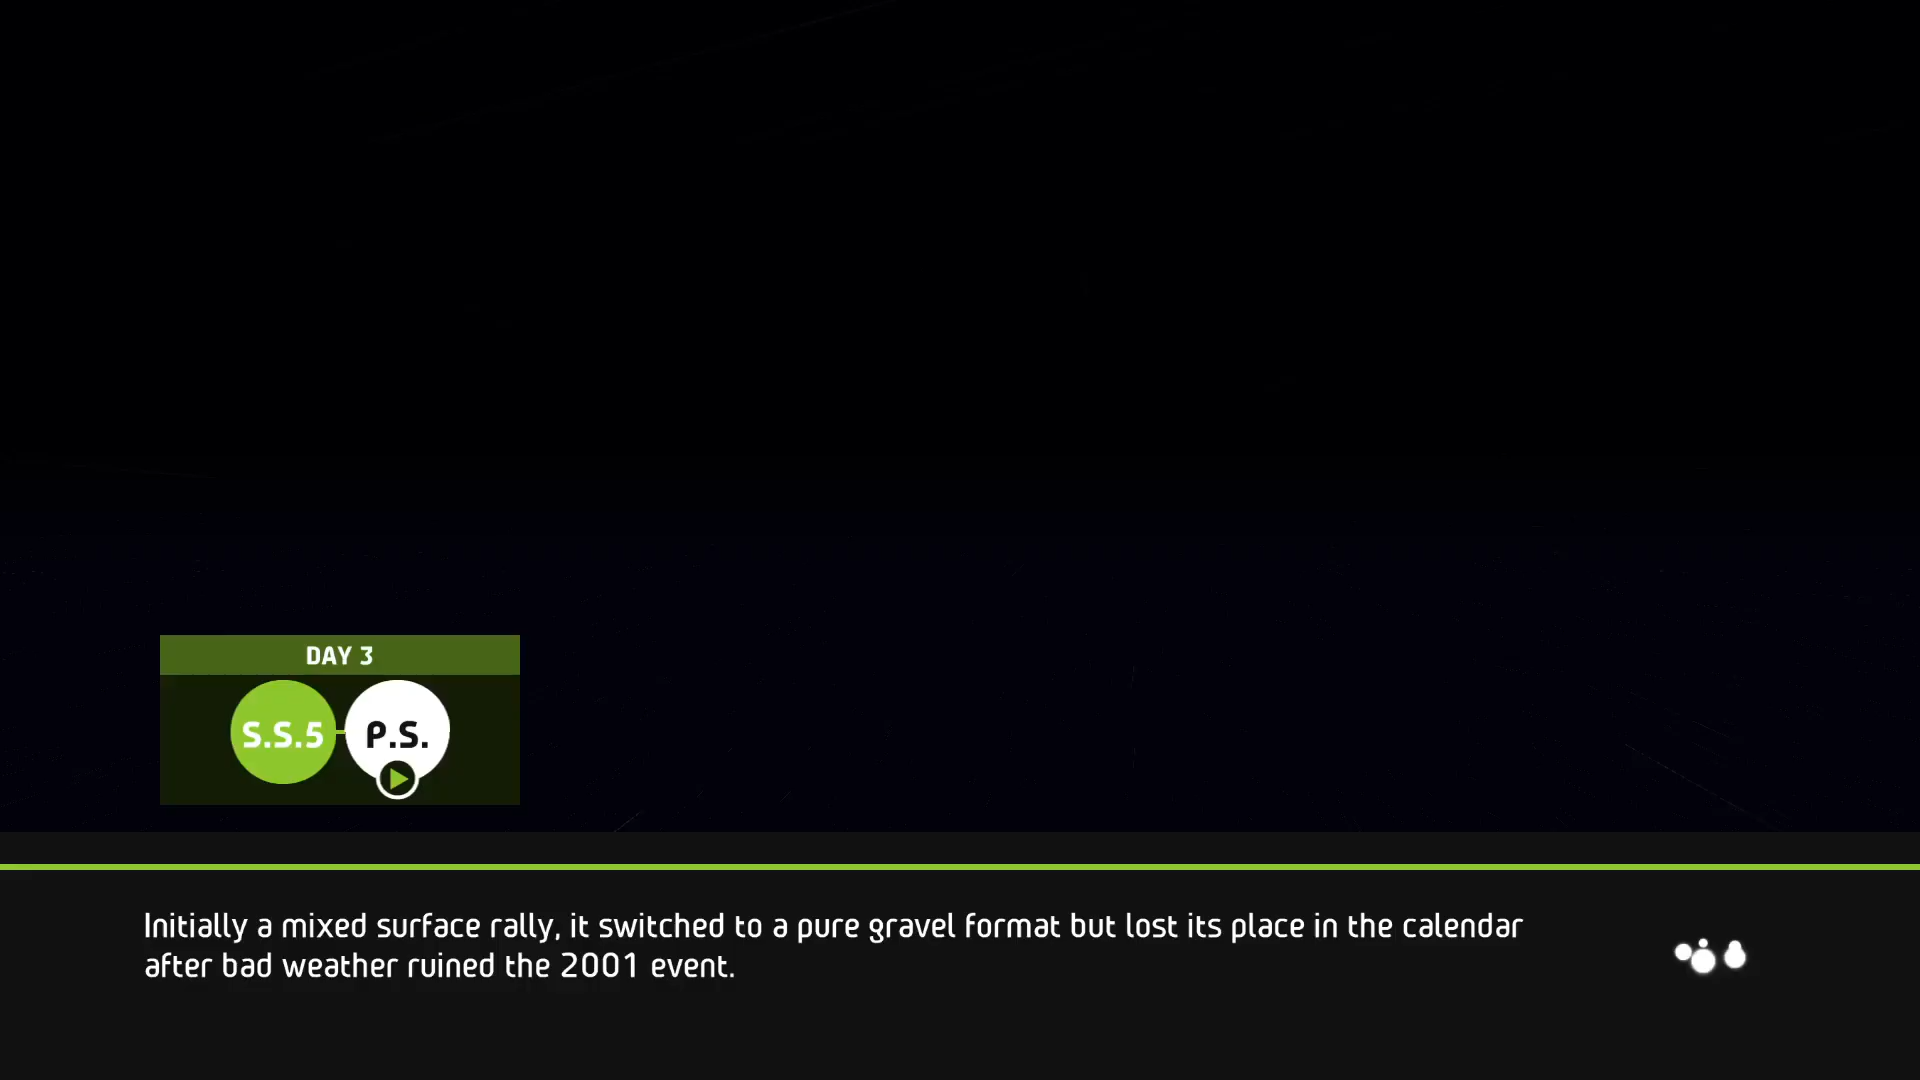 DAY 3
S.S.5
P.S.
Initially a mixed surface rally, it switched to a pure gravel format but lost its place in the calendar
after bad weather ruined the 2001 event.